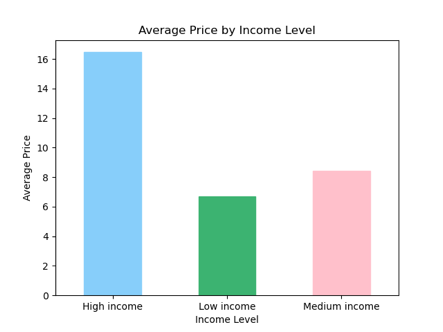 Average Price by Income Level
Average Price
16
14
12
10
8
6
4
2
0
High income Low income Medium income
Income Level